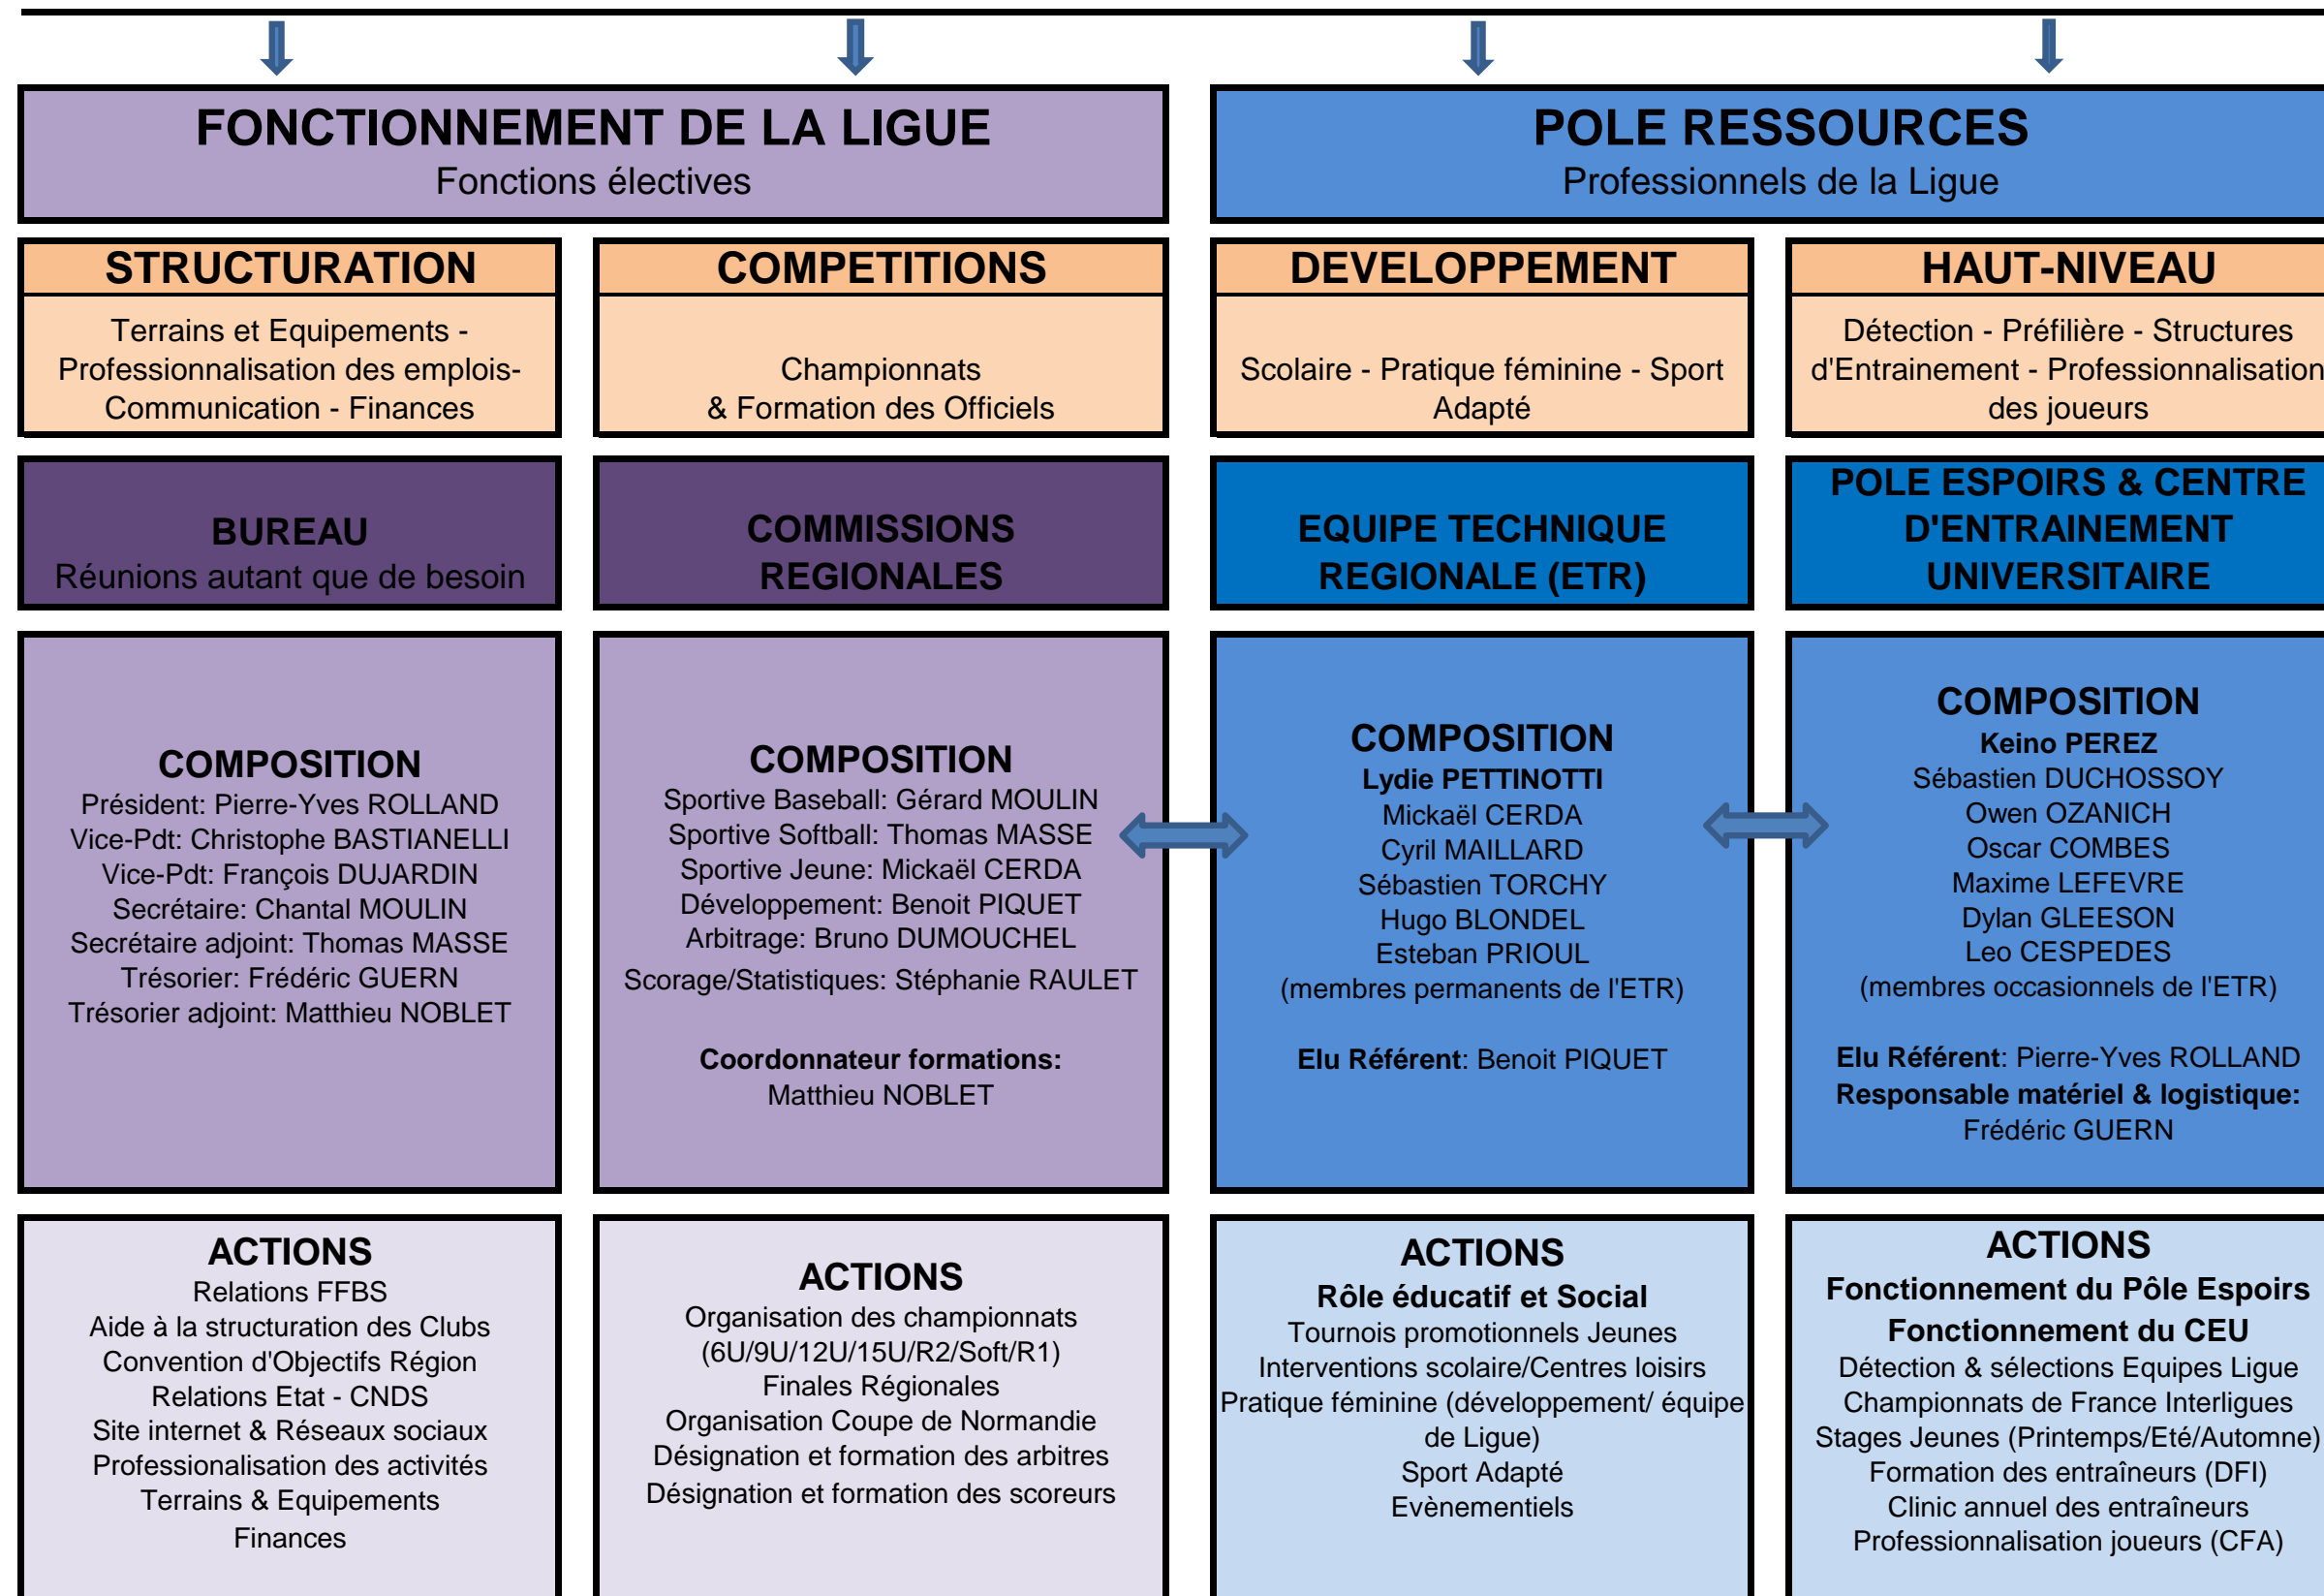 FONCTIONNEMENT DE LA LIGUE
Fonctions électives
POLE RESSOURCES
Professionnels de la Ligue
STRUCTURATION
Terrains et Equipements -
Professionnalisation des emplois-
Communication - Finances
COMPETITIONS
Championnats
& Formation des Officiels
DEVELOPPEMENT
Scolaire - Pratique féminine - Sport
Adapté
HAUT-NIVEAU
Détection - Préfilière - Structures
d'Entrainement - Professionnalisation
des joueurs
BUREAU
Réunions autant que de besoin
COMMISSIONS
REGIONALES
EQUIPE TECHNIQUE
REGIONALE (ETR)
POLE ESPOIRS & CENTRE
D'ENTRAINEMENT
UNIVERSITAIRE
COMPOSITION
Président: Pierre-Yves ROLLAND
Vice-Pdt: Christophe BASTIANELLI
Vice-Pdt: François DUJARDIN
Secrétaire: Chantal MOULIN
Secrétaire adjoint: Thomas MASSE
Trésorier: Frédéric GUERN
Trésorier adjoint: Matthieu NOBLET
COMPOSITION
Sportive Baseball: Gérard MOULIN
Sportive Softball: Thomas MASSE
Sportive Jeune: Mickaël CERDA
Développement: Benoit PIQUET
Arbitrage: Bruno DUMOUCHEL
Scorage/Statistiques: Stéphanie RAULET
Coordonnateur formations:
Matthieu NOBLET
COMPOSITION
Lydie PETTINOTTI
Mickaël CERDA
Cyril MAILLARD
Sébastien TORCHY
Hugo BLONDEL
Esteban PRIOUL
(membres permanents de l'ETR)
Elu Référent: Benoit PIQUET
COMPOSITION
Keino PEREZ
Sébastien DUCHOSSOY
Owen OZANICH
Oscar COMBES
Maxime LEFEVRE
Dylan GLEESON
Leo CESPEDES
(membres occasionnels de l'ETR)
Elu Référent: Pierre-Yves ROLLAND
Responsable matériel & logistique:
Frédéric GUERN
ACTIONS
Relations FFBS
Aide à la structuration des Clubs
Convention d'Objectifs Région
Relations Etat - CNDS
Site internet & Réseaux sociaux
Professionalisation des activités
Terrains & Equipements
Finances
ACTIONS
Organisation des championnats
(6U/9U/12U/15U/R2/Soft/R1)
Finales Régionales
Organisation Coupe de Normandie
Désignation et formation des arbitres
Désignation et formation des scoreurs
ACTIONS
Rôle éducatif et Social
Tournois promotionnels Jeunes
Interventions scolaire/Centres loisirs
Pratique féminine (développement/ équipe
de Ligue)
Sport Adapté
Evènementiels
ACTIONS
Fonctionnement du Pôle Espoirs
Fonctionnement du CEU
Détection & sélections Equipes Ligue
Championnats de France Interligues
Stages Jeunes (Printemps/Eté/Automne)
Formation des entraîneurs (DFI)
Clinic annuel des entraîneurs
Professionnalisation joueurs (CFA)